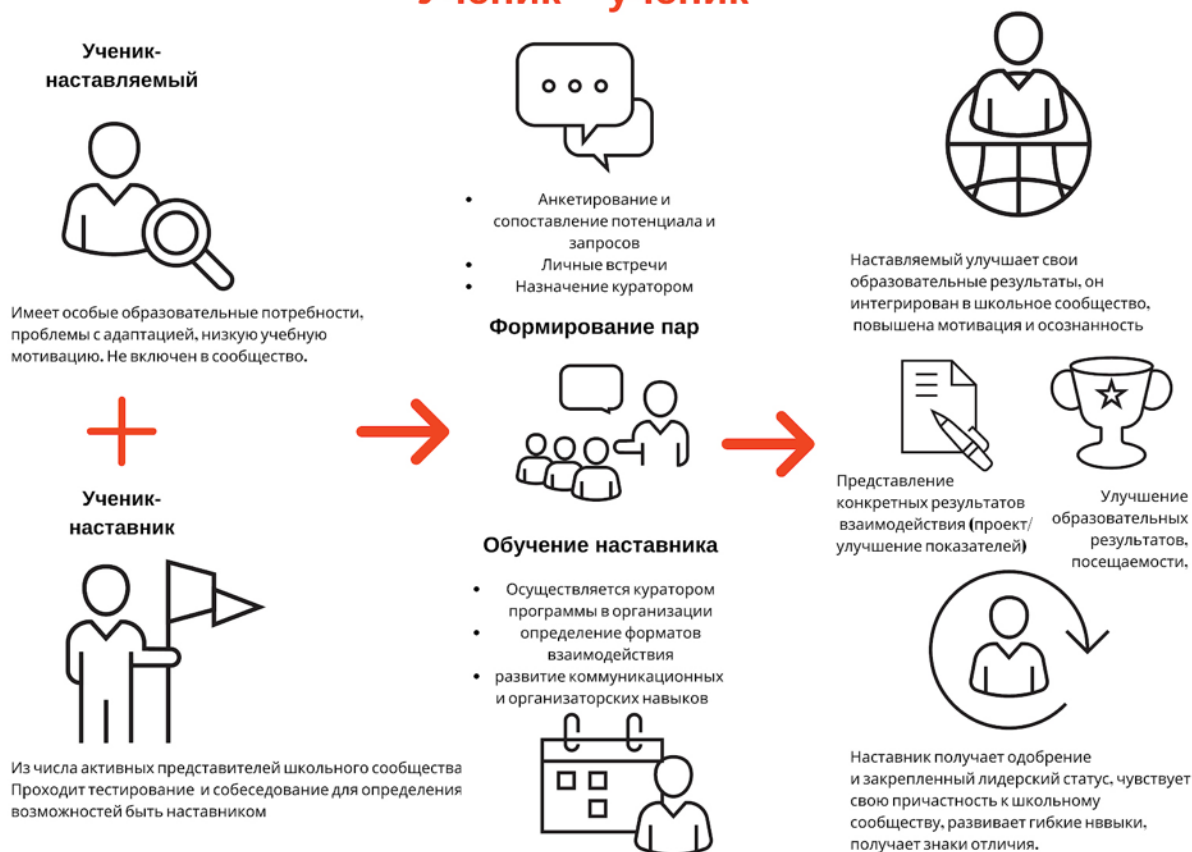 Ученик – ученик
Ученик-
наставляемый
Имеет особые образовательные потребности,
проблемы с адаптацией, низкую учебную
мотивацию. Не включен в сообщество.
Ученик-
наставник
Из числа активных представителей школьного сообщества
Проходит тестирование и собеседование для определения
возможностей быть наставником
• Анкетирование и
сопоставление потенциала и
запросов
• Личные встречи
• Назначение куратором
Формирование пар
Обучение наставника
• Осуществляется куратором
программы в организации
• определение форматов
взаимодействия
• развитие коммуникационных
и организаторских навыков
Наставляемый улучшает свои
образовательные результаты, он
интегрирован в школьное сообщество,
повышена мотивация и осознанность
Представление
конкретных результатов
взаимодействия (проект/
улучшение показателей)
Улучшение
образовательных
результатов,
посещаемости,
Наставник получает одобрение
и закрепленный лидерский статус, чувствует
свою причастность к школьному
сообществу, развивает гибкие нввыки,
получает знаки отличия.